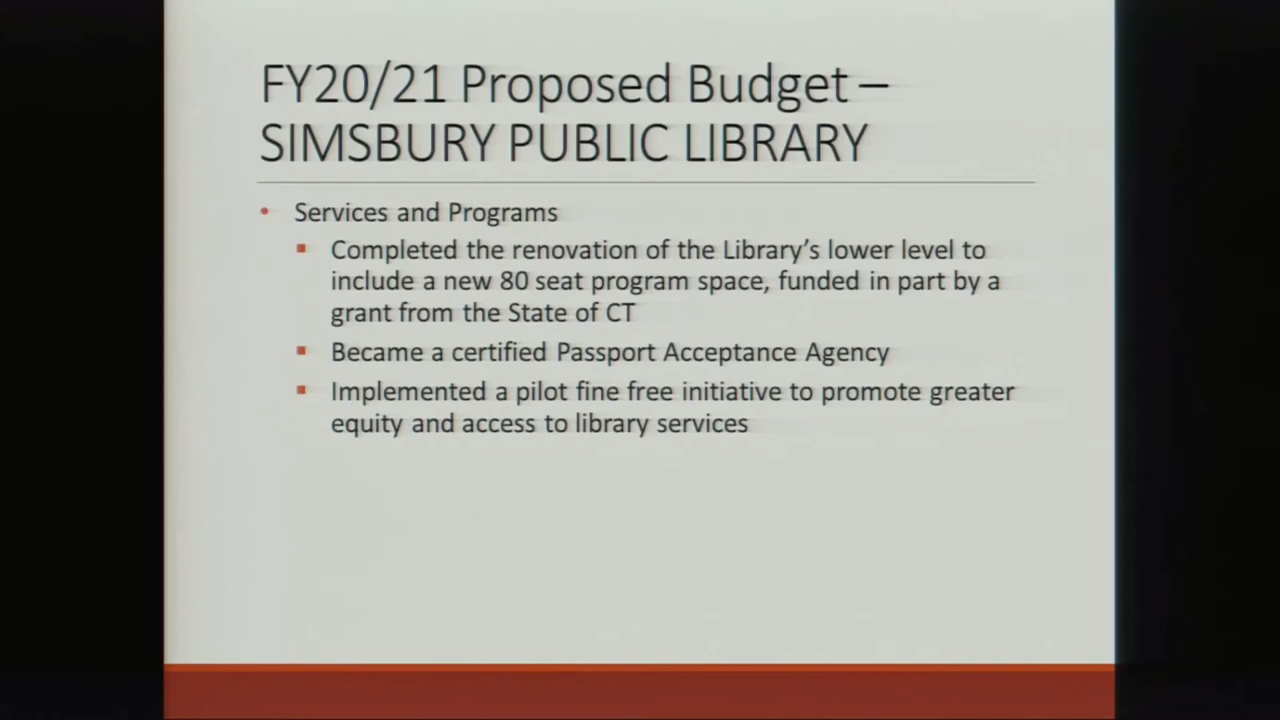 FY20/21 Proposed Budget –
SIMSBURY PUBLIC LIBRARY
• Services and Programs
▪ Completed the renovation of the Library's lower level to
include a new 80 seat program space, funded in part by a
grant from the State of CT
▪ Became a certified Passport Acceptance Agency
▪ Implemented a pilot fine free initiative to promote greater
equity and access to library services